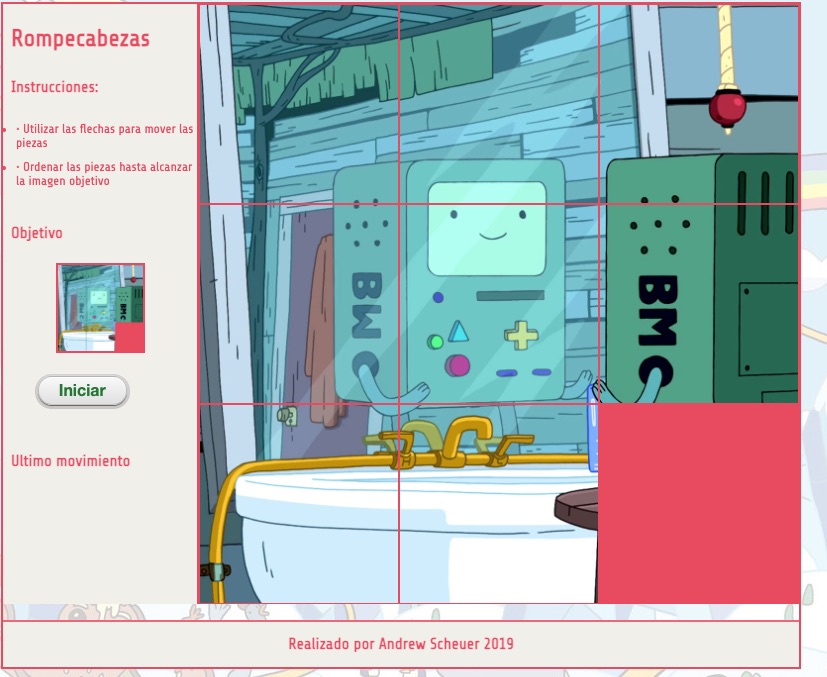 Rompecabezas
Instrucciones:
· Utilizar las flechas para mover las
piezas
· Ordenar las piezas hasta alcanzar
la imagen objetivo
Objetivo
Iniciar
Ultimo movimiento
BMO
BMO
Realizado por Andrew Scheuer 2019